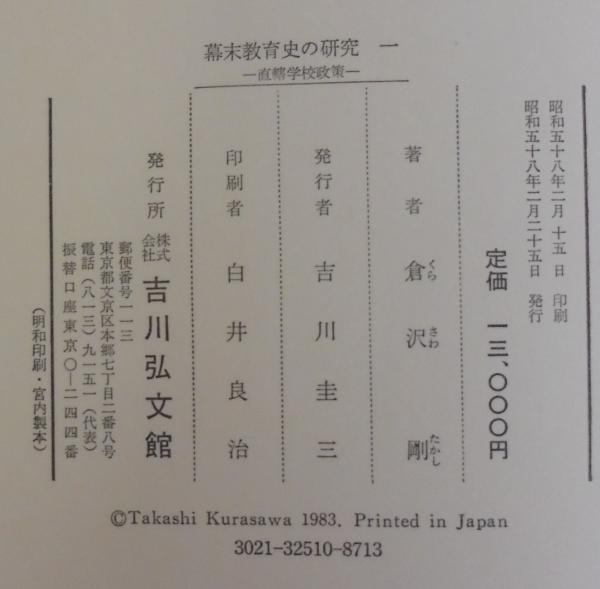 幕末教育史の研究 一
―直轄学校政策―
昭和五十八年二月 十五 日 印刷
昭和五十八年二月二十五日 発行
定価 一三、〇〇〇円
著者 倉沢 剛
くらさわ たかし
発行者 吉川圭三
印刷者 白井良治
発行所 株式会社 吉川弘文館
郵便番号一一三
東京都文京区本郷七丁目二番八号
電話(八一三)九一五一(代表)
振替口座東京〇―二四四番
(明和印刷・宮内製本)
©Takashi Kurasawa 1983. Printed in Japan
3021-32510-8713